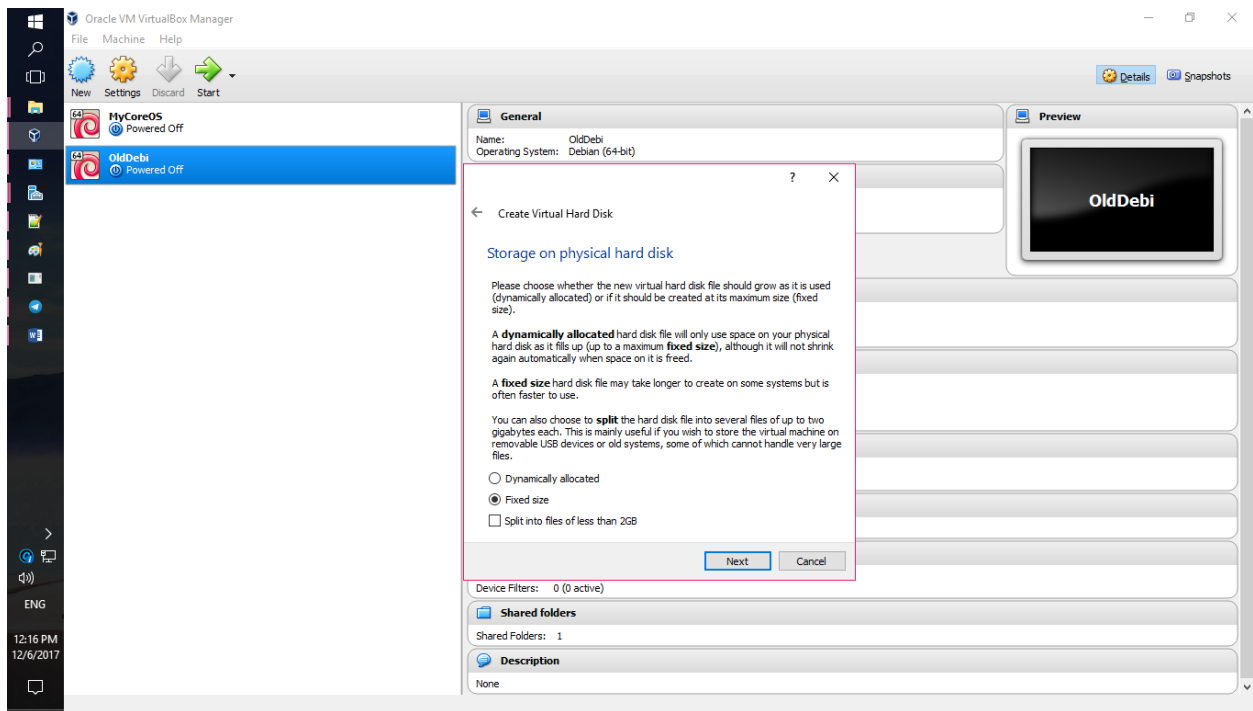 Oracle VM VirtualBox Manager
File Machine Help
New Settings Discard Start
Details Snapshots
64 MyCoreOS
Powered Off
64 OldDebi
Powered Off
General
Name: OldDebi
Operating System: Debian (64-bit)
Preview
OldDebi
?
Create Virtual Hard Disk
Storage on physical hard disk
Please choose whether the new virtual hard disk file should grow as it is used
(dynamically allocated) or if it should be created at its maximum size (fixed
size).
A dynamically allocated hard disk file will only use space on your physical
hard disk as it fills up (up to a maximum fixed size), although it will not shrink
again automatically when space on it is freed.
A fixed size hard disk file may take longer to create on some systems but is
often faster to use.
You can also choose to split the hard disk file into several files of up to two
gigabytes each. This is mainly useful if you wish to store the virtual machine on
removable USB devices or old systems, some of which cannot handle very large
files.
Dynamically allocated
Fixed size
Split into files of less than 2GB
Next Cancel
Device Filters: 0 (0 active)
Shared folders
Shared Folders: 1
Description
None
ENG
12:16 PM
12/6/2017